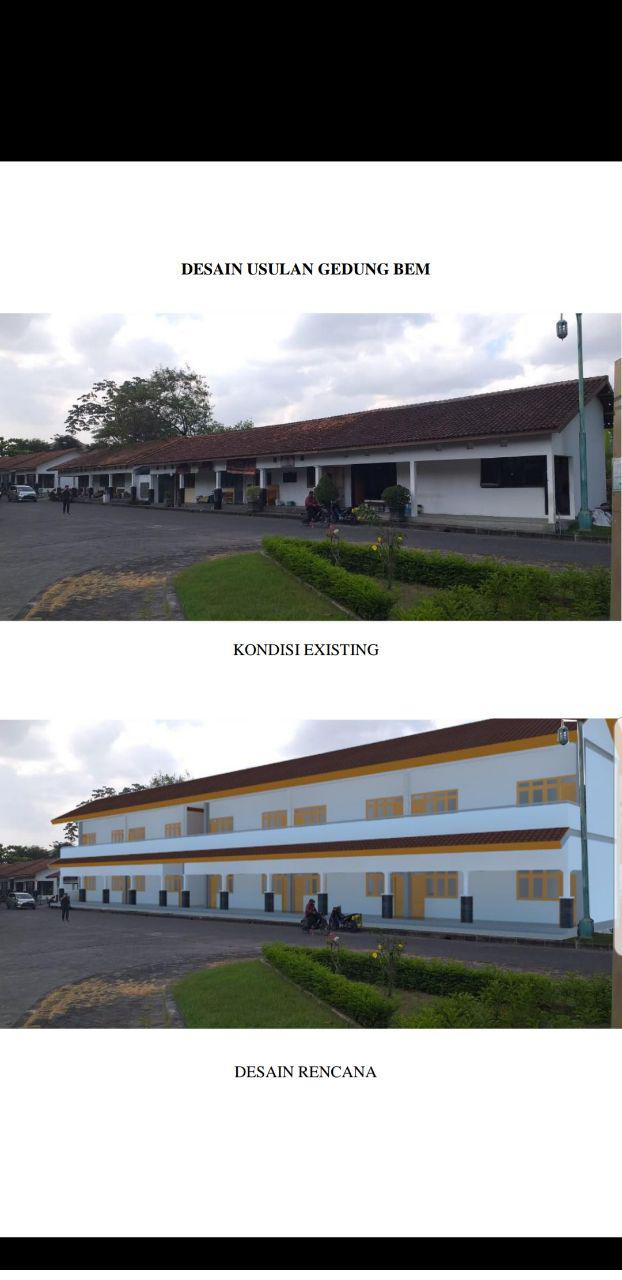 DESAIN USULAN GEDUNG BEM
KONDISI EXISTING
DESAIN RENCANA